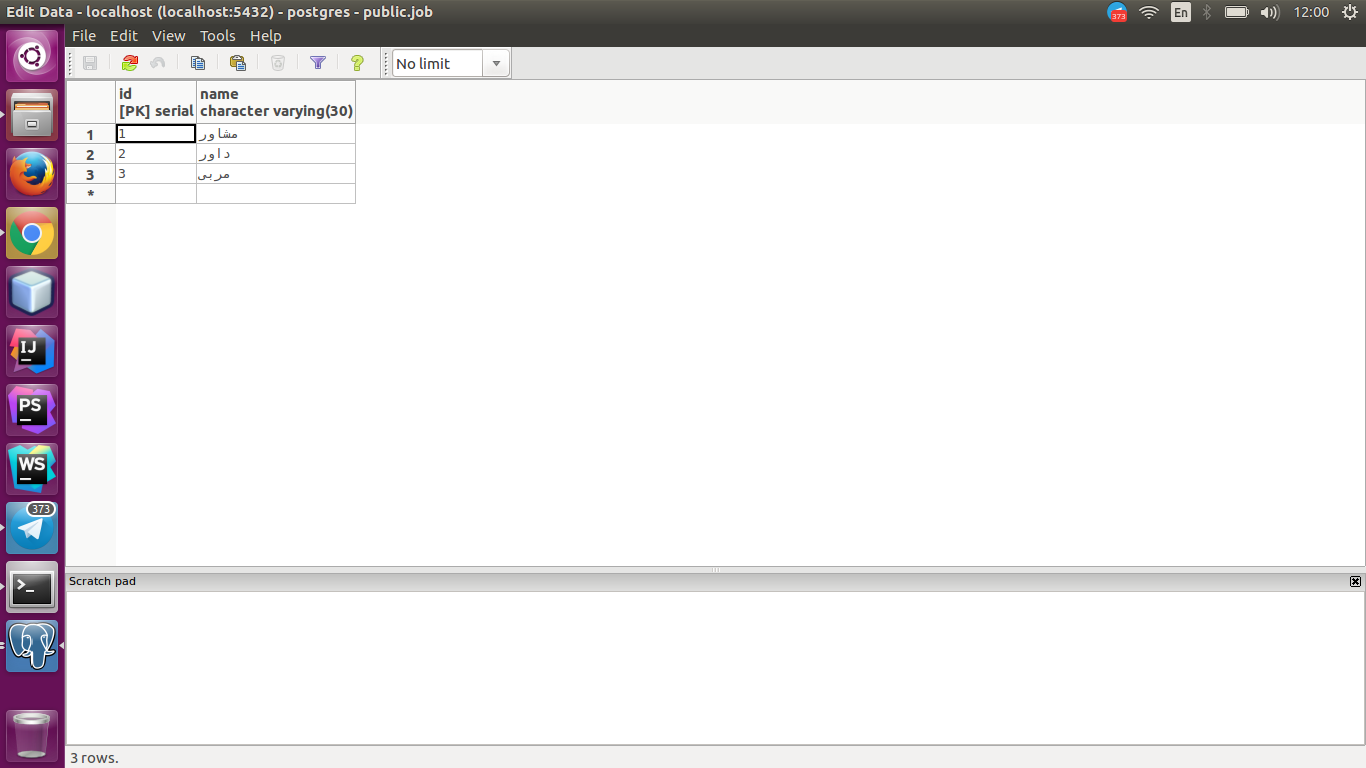 Edit Data - localhost (localhost:5432) - postgres - public.job
373
En
12:00
File Edit View Tools Help
No limit
id name
[PK] serial character varying(30)
1 1 مشاور
2 2 داور
3 3 مربی
*
IJ
PS
WS
373
>_
Scratch pad
3 rows.